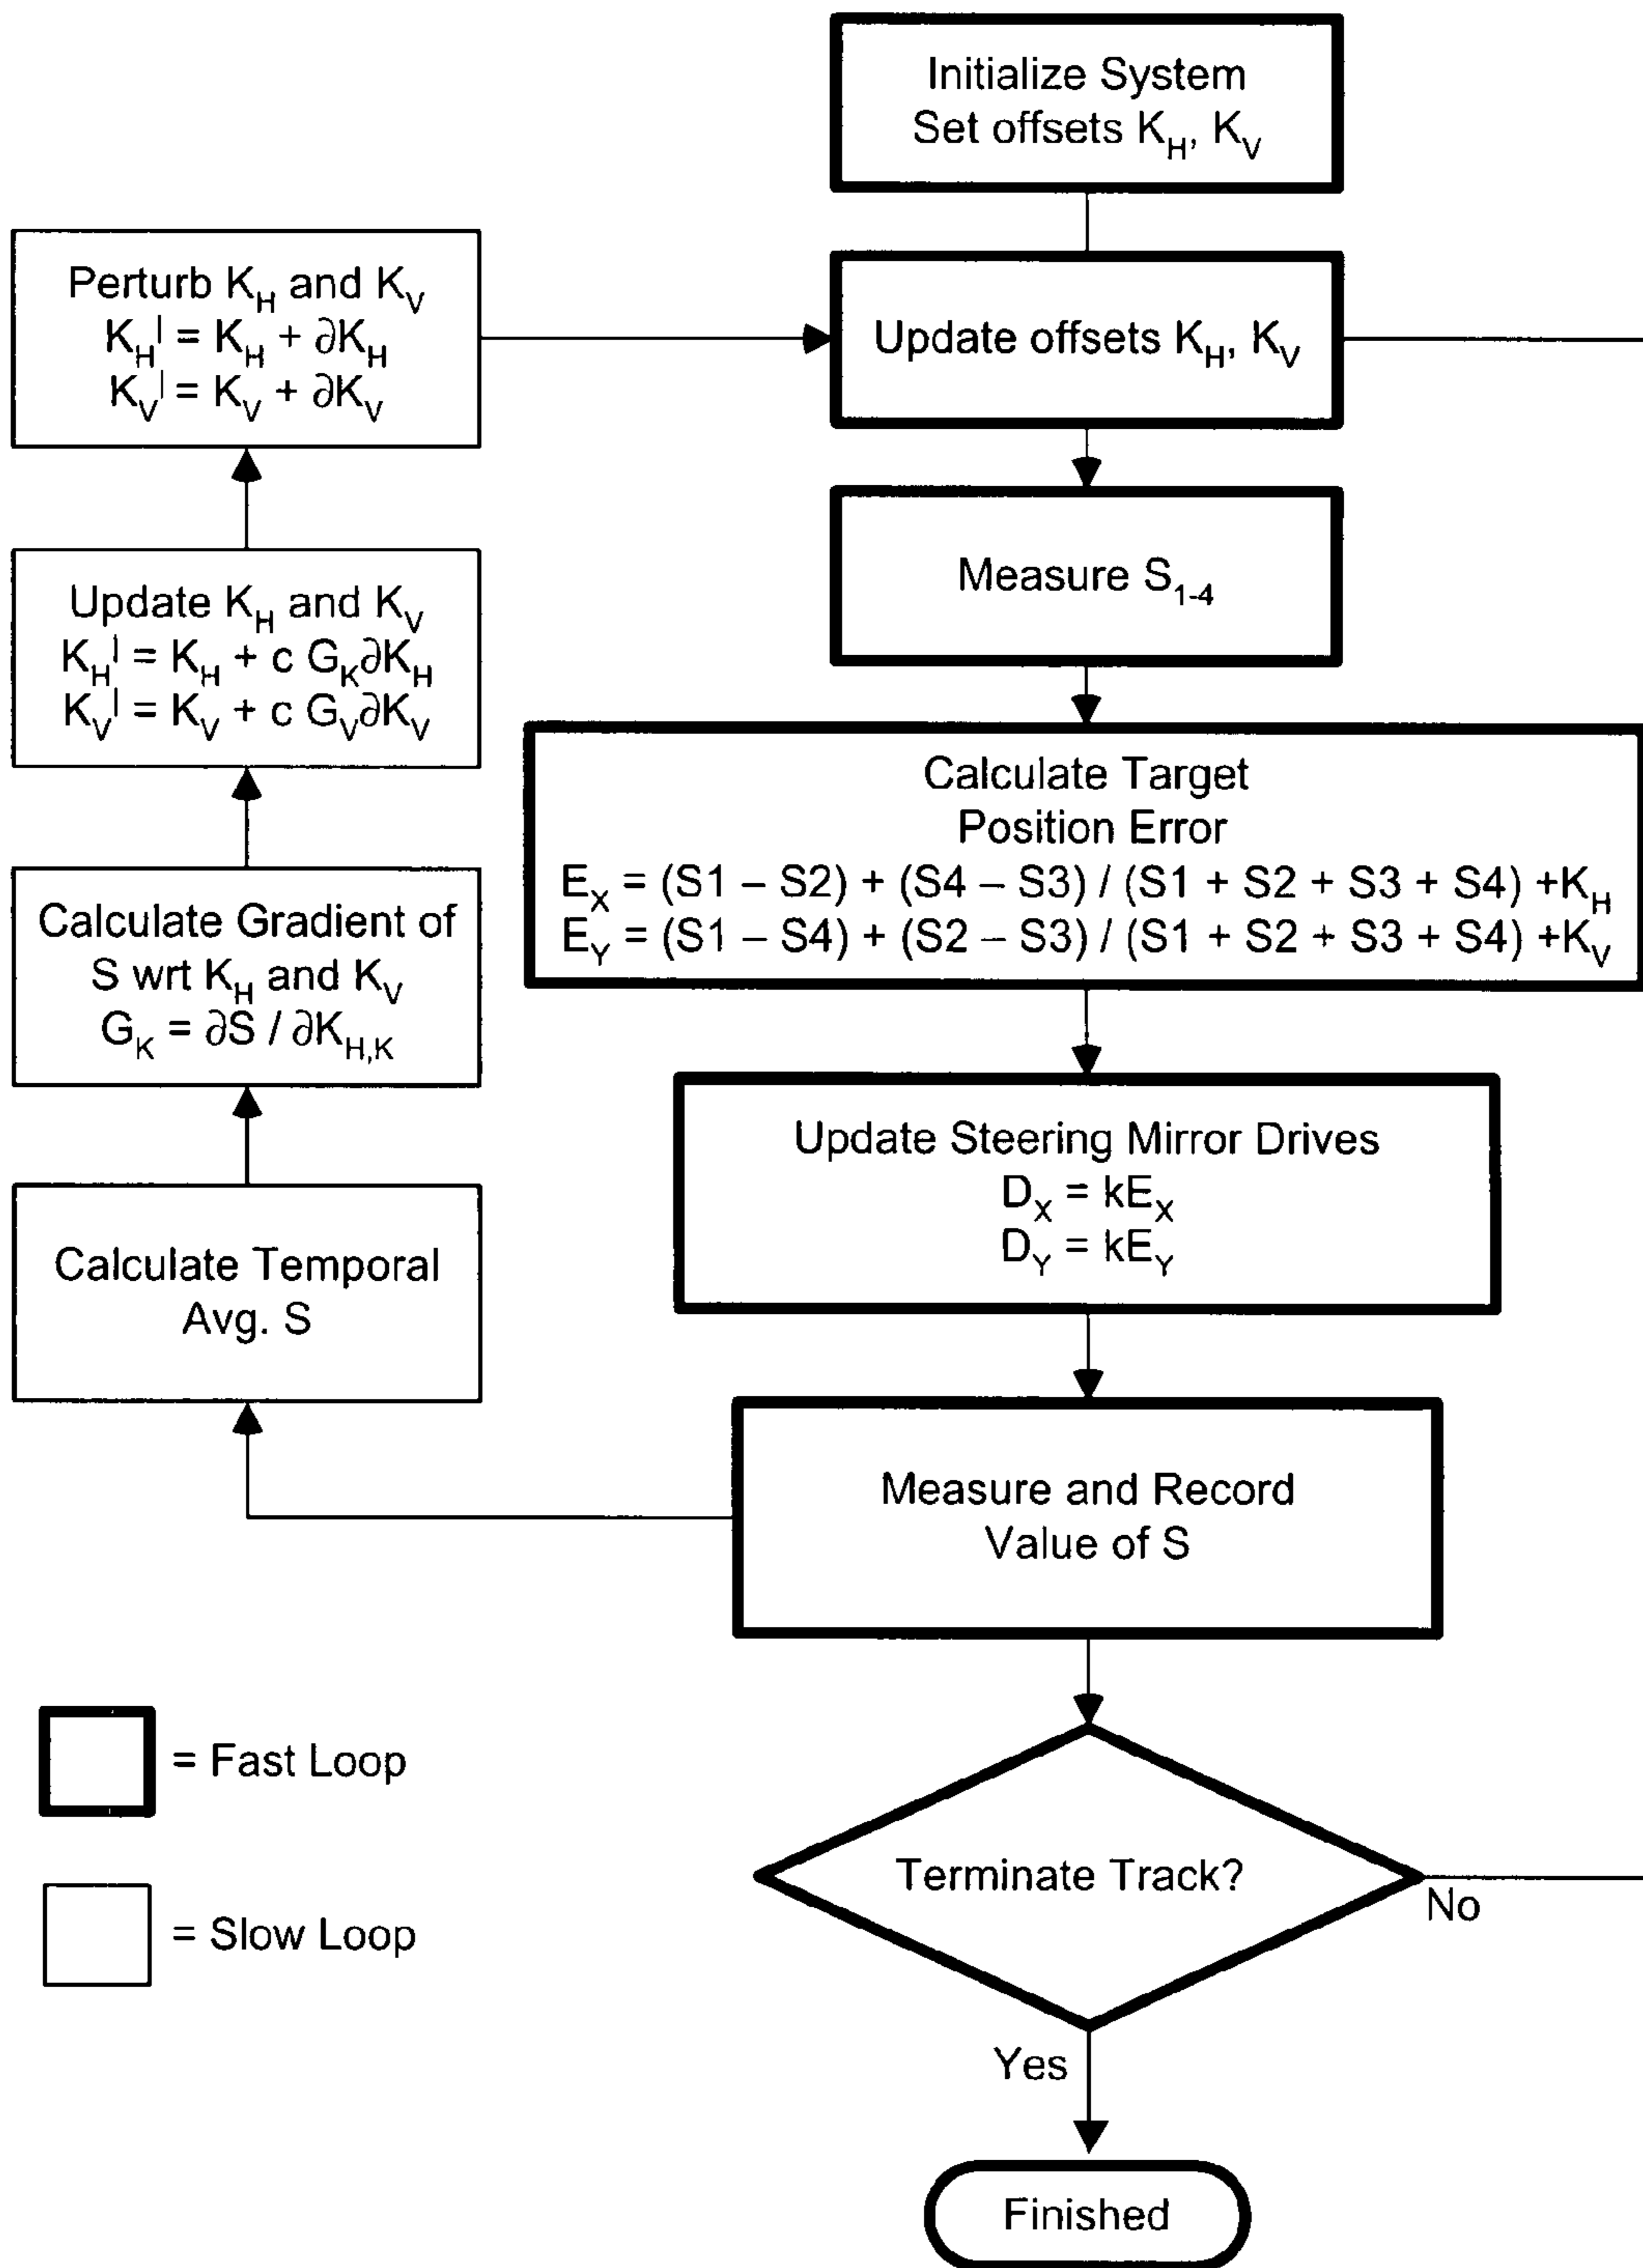 Initialize System
Set offsets K_H, K_V
Update offsets K_H, K_V
Measure S_1-4
Calculate Target
Position Error
E_X = (S1 – S2) + (S4 – S3) / (S1 + S2 + S3 + S4) +K_H
E_Y = (S1 – S4) + (S2 – S3) / (S1 + S2 + S3 + S4) +K_V
Update Steering Mirror Drives
D_X = kE_X
D_Y = kE_Y
Measure and Record
Value of S
Terminate Track?
No
Yes
Finished
Calculate Temporal
Avg. S
Calculate Gradient of
S wrt K_H and K_V
G_K = ∂S / ∂K_H,K
Update K_H and K_V
K_H^| = K_H + c G_K∂K_H
K_V^| = K_V + c G_V∂K_V
Perturb K_H and K_V
K_H^| = K_H + ∂K_H
K_V^| = K_V + ∂K_V
= Fast Loop
= Slow Loop